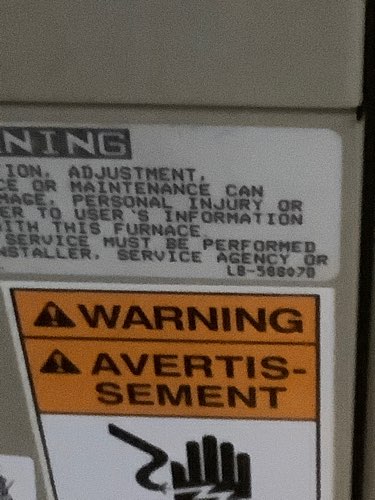 NING
ION, ADJUSTMENT,
CE OR MAINTENANCE CAN
MAGE, PERSONAL INJURY OR
ER TO USER'S INFORMATION
ITH THIS FURNACE
SERVICE MUST BE PERFORMED
NSTALLER, SERVICE AGENCY OR
LB-58807D
WARNING
AVERTIS-
SEMENT